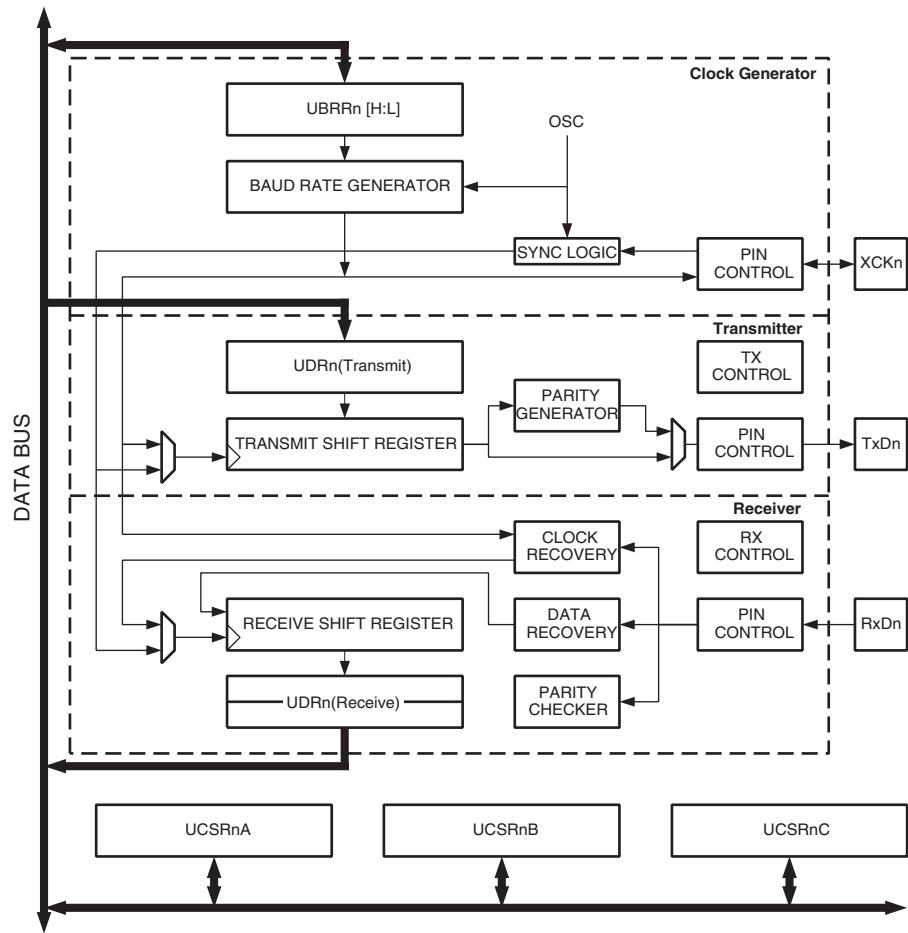 Clock Generator
UBRRn [H:L]
OSC
BAUD RATE GENERATOR
SYNC LOGIC
PIN
CONTROL
XCKn
Transmitter
UDRn(Transmit)
TX
CONTROL
PARITY
GENERATOR
TRANSMIT SHIFT REGISTER
PIN
CONTROL
TxDn
DATA BUS
Receiver
CLOCK
RECOVERY
RX
CONTROL
RECEIVE SHIFT REGISTER
DATA
RECOVERY
PIN
CONTROL
RxDn
UDRn(Receive)
PARITY
CHECKER
UCSRnA
UCSRnB
UCSRnC